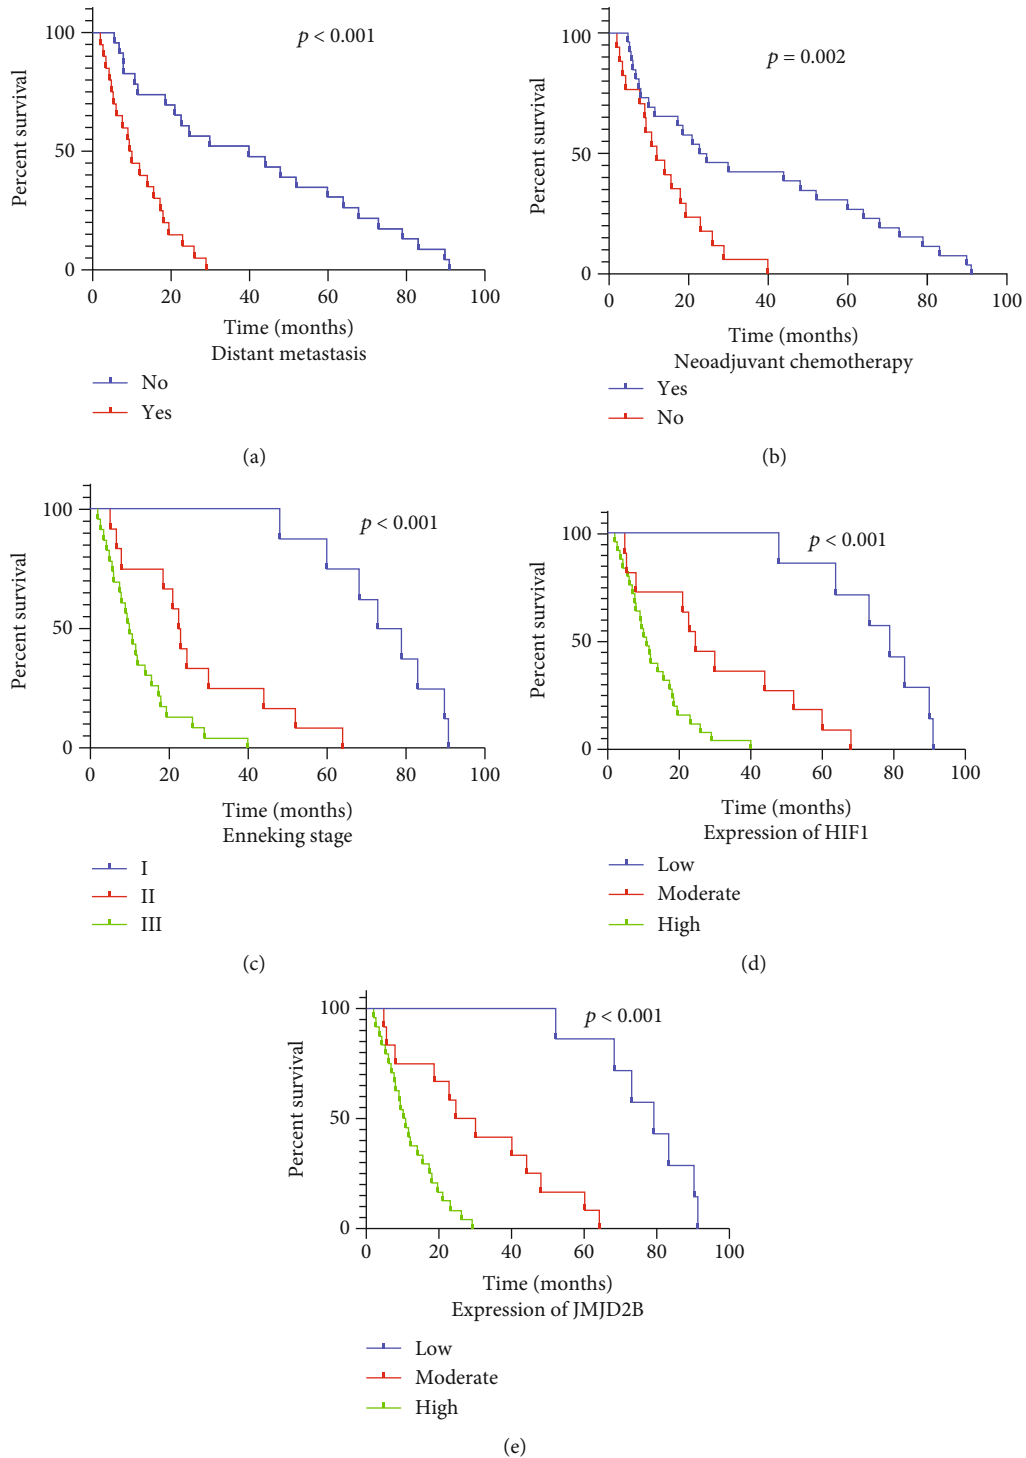 p < 0.001
Percent survival
100
50
0
0 20 40 60 80 100
Time (months)
Distant metastasis
No
Yes
(a)
p = 0.002
Percent survival
100
50
0
0 20 40 60 80 100
Time (months)
Neoadjuvant chemotherapy
Yes
No
(b)
p < 0.001
Percent survival
100
50
0
0 20 40 60 80 100
Time (months)
Enneking stage
I
II
III
(c)
p < 0.001
Percent survival
100
50
0
0 20 40 60 80 100
Time (months)
Expression of HIF1
Low
Moderate
High
(d)
p < 0.001
Percent survival
100
50
0
0 20 40 60 80 100
Time (months)
Expression of JMJD2B
Low
Moderate
High
(e)